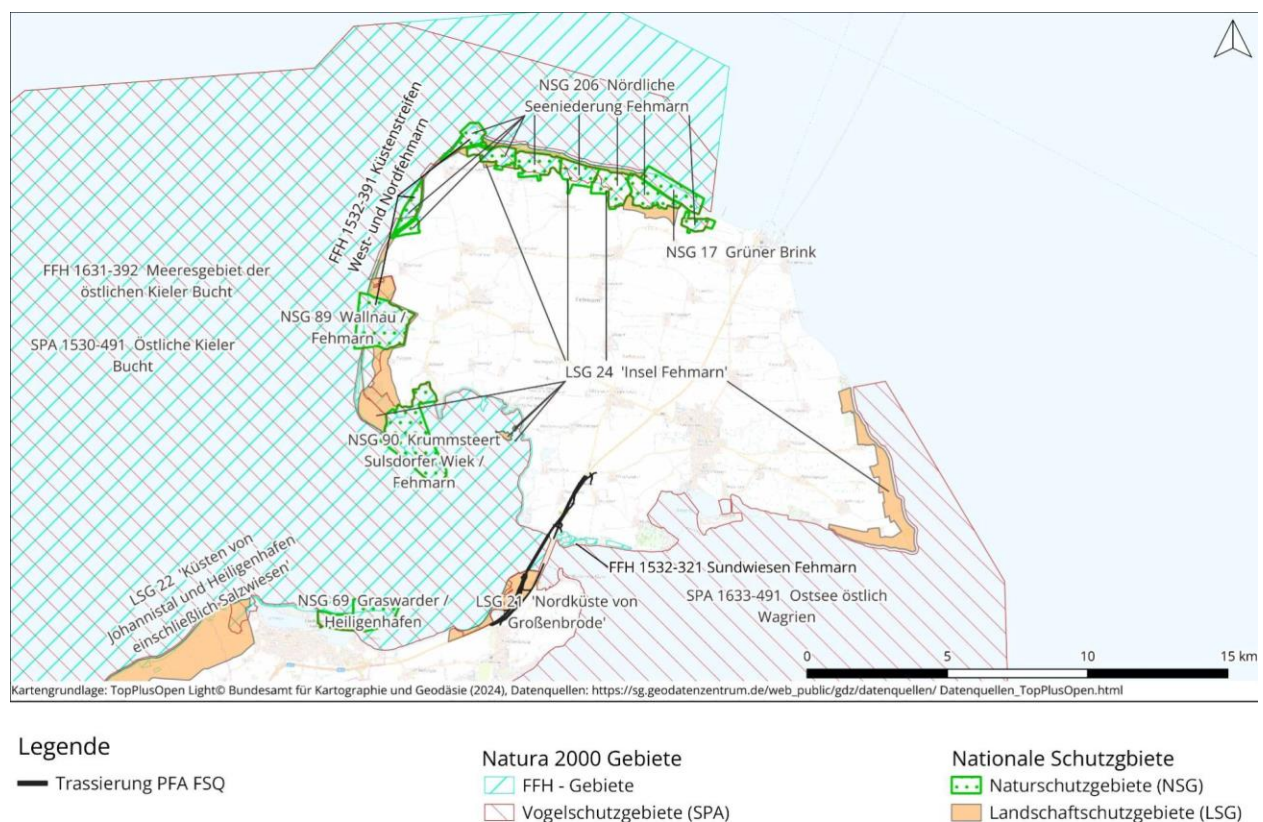 NSG 206 Nördliche
Seeniederung Fehmarn
FFH 1532-391 Küstenstreifen
West- und Nordfehmarn
NSG 17 Grüner Brink
FFH 1631-392 Meeresgebiet der
östlichen Kieler Bucht
NSG 89 Wallnau /
Fehmarn
SPA 1530-491 Östliche Kieler
Bucht
LSG 24 'Insel Fehmarn'
NSG 90 Krummsteert
Sulsdorfer Wiek /
Fehmarn
LSG 22 'Küsten von
Johannistal und Heiligenhafen
einschließlich Salzwiesen'
NSG 69 Graswarder /
Heiligenhafen
LSG 21 'Nordküste von
Großenbrode'
FFH 1532-321 Sundwiesen Fehmarn
SPA 1633-491 Ostsee östlich
Wagrien
0 5 10 15 km
Kartengrundlage: TopPlusOpen Light© Bundesamt für Kartographie und Geodäsie (2024), Datenquellen: https://sg.geodatenzentrum.de/web_public/gdz/datenquellen/ Datenquellen_TopPlusOpen.html
Legende
Trassierung PFA FSQ
Natura 2000 Gebiete
FFH - Gebiete
Vogelschutzgebiete (SPA)
Nationale Schutzgbiete
Naturschutzgebiete (NSG)
Landschaftschutzgebiete (LSG)